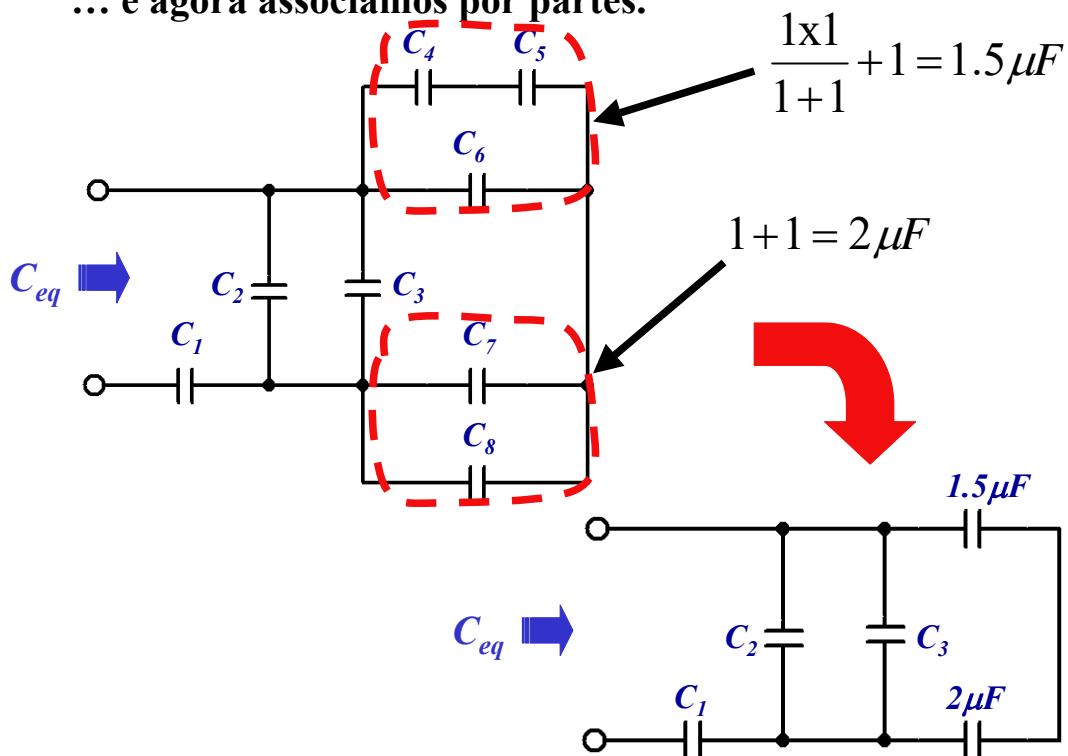 … e agora associamos por partes.
C4 C5
1x1
1+1
+1=1.5μF
C6
1+1=2μF
Ceq
C2
C3
C1
C7
C8
1.5μF
Ceq
C2
C3
C1
2μF